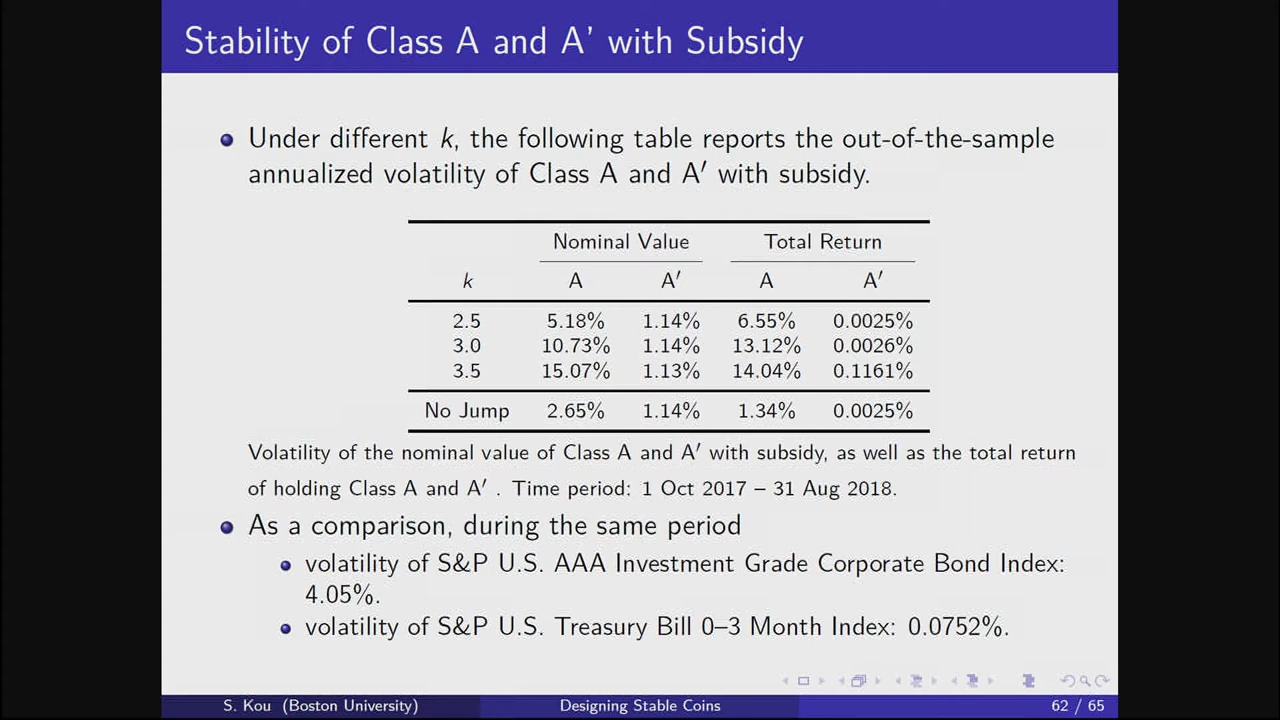 Stability of Class A and A’ with Subsidy
Under different k, the following table reports the out-of-the-sample
annualized volatility of Class A and A′ with subsidy.
Nominal Value Total Return
k A A′ A A′
2.5 5.18% 1.14% 6.55% 0.0025%
3.0 10.73% 1.14% 13.12% 0.0026%
3.5 15.07% 1.13% 14.04% 0.1161%
No Jump 2.65% 1.14% 1.34% 0.0025%
Volatility of the nominal value of Class A and A′ with subsidy, as well as the total return
of holding Class A and A′ . Time period: 1 Oct 2017 – 31 Aug 2018.
As a comparison, during the same period
volatility of S&P U.S. AAA Investment Grade Corporate Bond Index:
4.05%.
volatility of S&P U.S. Treasury Bill 0–3 Month Index: 0.0752%.
S. Kou (Boston University) Designing Stable Coins 62 / 65